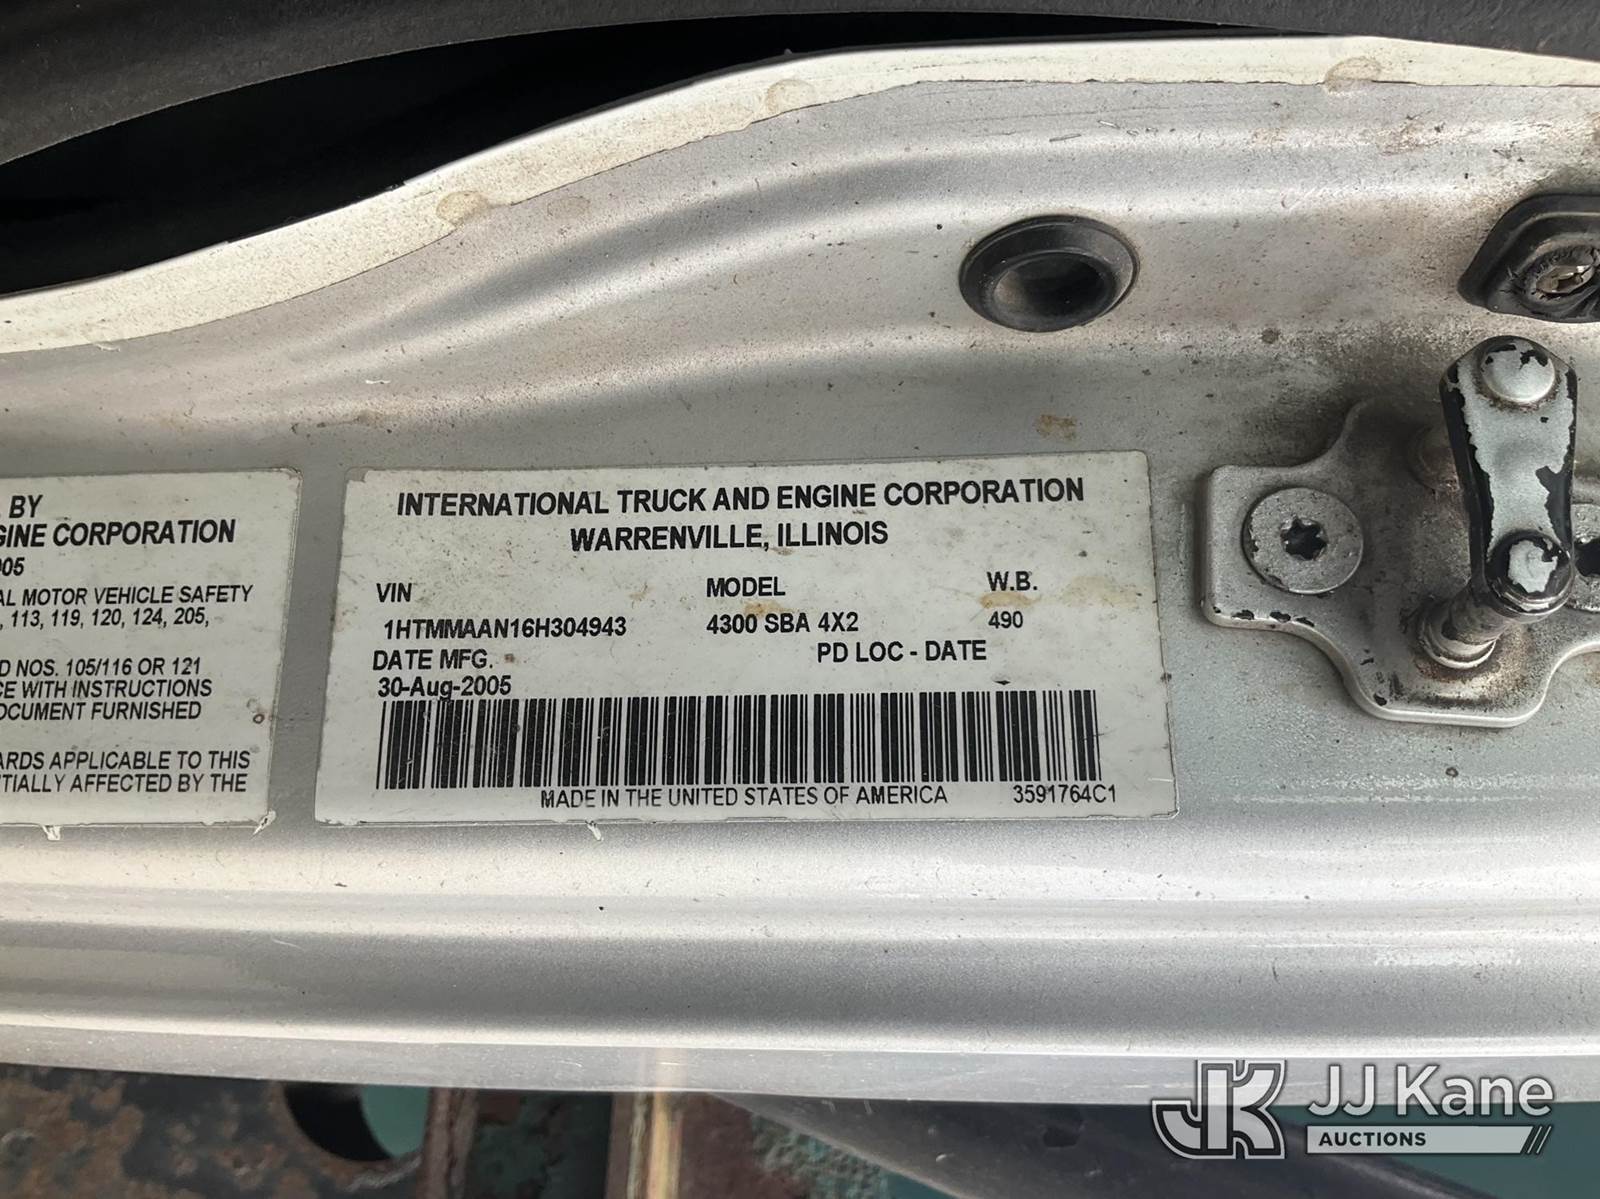 BY
GINE CORPORATION
005
AL MOTOR VEHICLE SAFETY
, 113, 119, 120, 124, 205,
D NOS. 105/116 OR 121
CE WITH INSTRUCTIONS
OCUMENT FURNISHED
ARDS APPLICABLE TO THIS
TIALLY AFFECTED BY THE
INTERNATIONAL TRUCK AND ENGINE CORPORATION
WARRENVILLE, ILLINOIS
VIN MODEL W.B.
1HTMMAAN16H304943 4300 SBA 4X2 490
DATE MFG. PD LOC - DATE
30-Aug-2005
MADE IN THE UNITED STATES OF AMERICA 3591764C1
JK JJ Kane
AUCTIONS